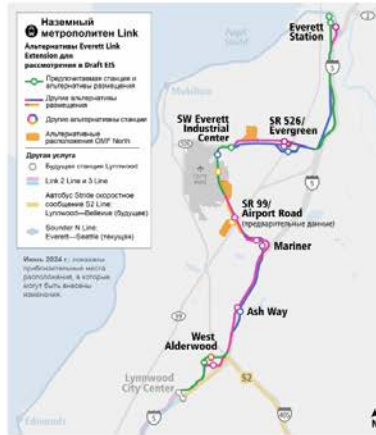 Наземный
метрополитен Link
Альтернативы Everett Link
Extension для
рассмотрения в Draft EIS
Предпочитаемая станция и
альтернативы размещения
Другие альтернативы
размещения
Другие альтернативы станции
Альтернативные
расположения OMF North
Другая услуга
Будущая станция Lynnwood
Link 2 Line и 3 Line
Автобус Stride скоростное
сообщение S2 Line:
Lynnwood—Bellevue (будущее)
Sounder N Line:
Everett—Seattle (текущая)
Июнь 2024 г.: показаны
приблизительные места
расположения, в которые
могут быть внесены
изменения.
Everett
Station
2
Puget
Sound
5
Mukilteo
SW Everett
Industrial
Center
SR 526/
Evergreen
5
SR 99/
Airport Road
(предварительные данные)
Mariner
99
Ash Way
West
Alderwood
Lynnwood
City Center
S2
Edmonds
5
405
N